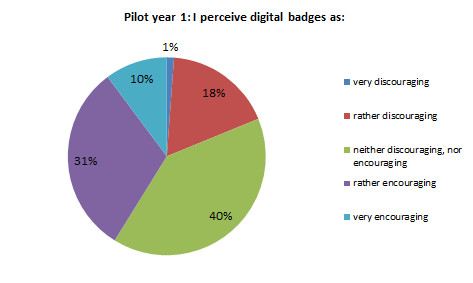 Pilot year 1: I perceive digital badges as:
1%
18%
40%
31%
10%
very discouraging
rather discouraging
neither discouraging, nor
encouraging
rather encouraging
very encouraging